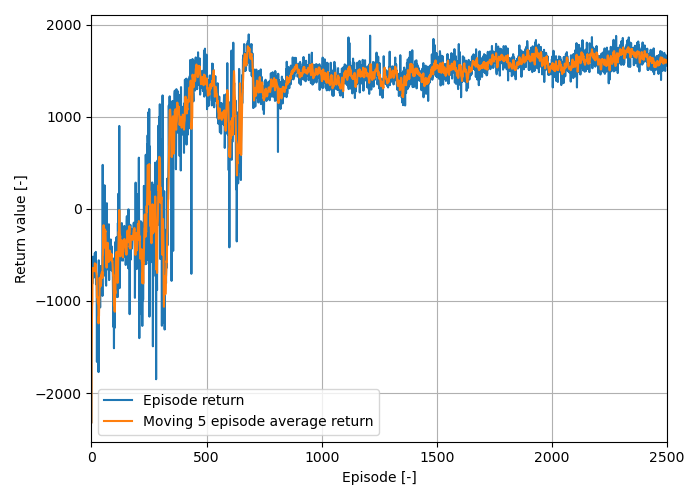 2000
1000
0
−1000
−2000
Return value [-]
Episode return
Moving 5 episode average return
0
500
1000
1500
2000
2500
Episode [-]